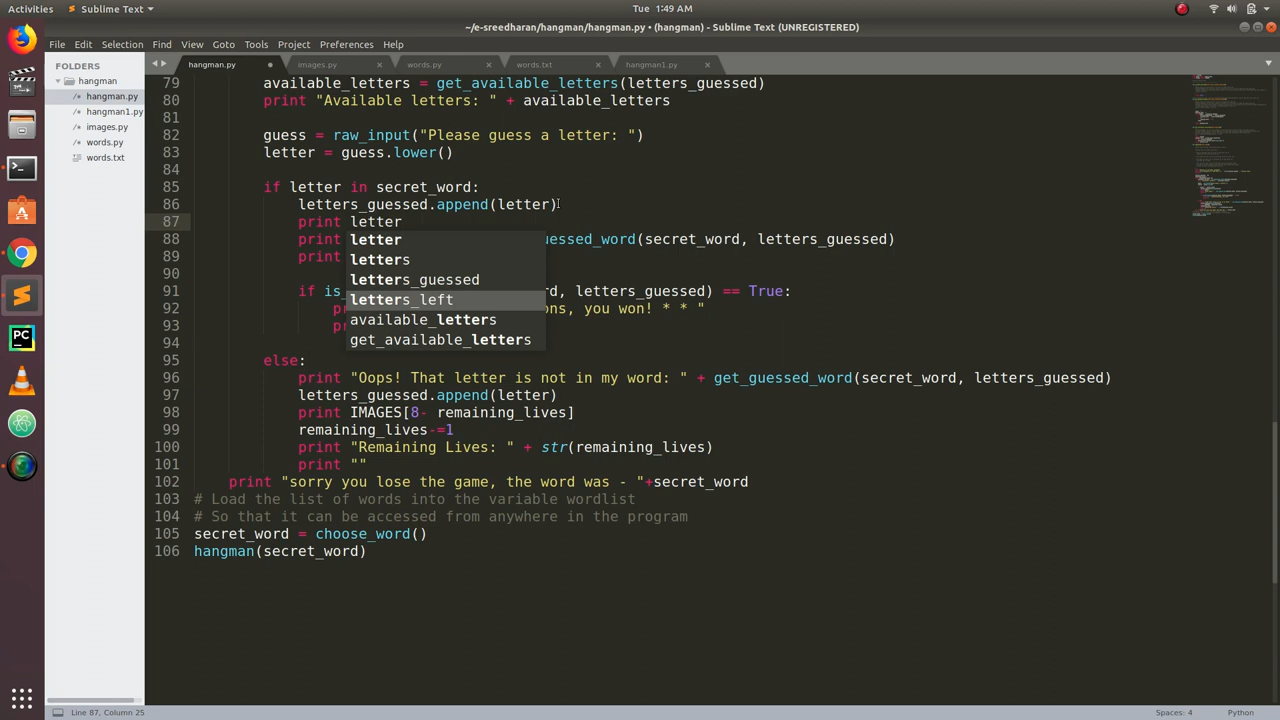 Activities
Sublime Text
Tue 1:49 AM
~/e-sreedharan/hangman/hangman.py • (hangman) - Sublime Text (UNREGISTERED)
File Edit Selection Find View Goto Tools Project Preferences Help
FOLDERS
hangman
hangman.py
hangman1.py
images.py
words.py
words.txt
hangman.py images.py words.py words.txt hangman1.py
79 available_letters = get_available_letters(letters_guessed)
80 print "Available letters: " + available_letters
81
82 guess = raw_input("Please guess a letter: ")
83 letter = guess.lower()
84
85 if letter in secret_word:
86 letters_guessed.append(letter)
87 print letter
88 print essed_word(secret_word, letters_guessed)
89 print
90
91 if is_ d, letters_guessed) == True:
92 pr ons, you won! * * "
93 pr
94
letter
letters
letters_guessed
letters_left
available_letters
get_available_letters
95 else:
96 print "Oops! That letter is not in my word: " + get_guessed_word(secret_word, letters_guessed)
97 letters_guessed.append(letter)
98 print IMAGES[8- remaining_lives]
99 remaining_lives-=1
100 print "Remaining Lives: " + str(remaining_lives)
101 print ""
102 print "sorry you lose the game, the word was - "+secret_word
103 # Load the list of words into the variable wordlist
104 # So that it can be accessed from anywhere in the program
105 secret_word = choose_word()
106 hangman(secret_word)
Line 87, Column 25
Spaces: 4
Python